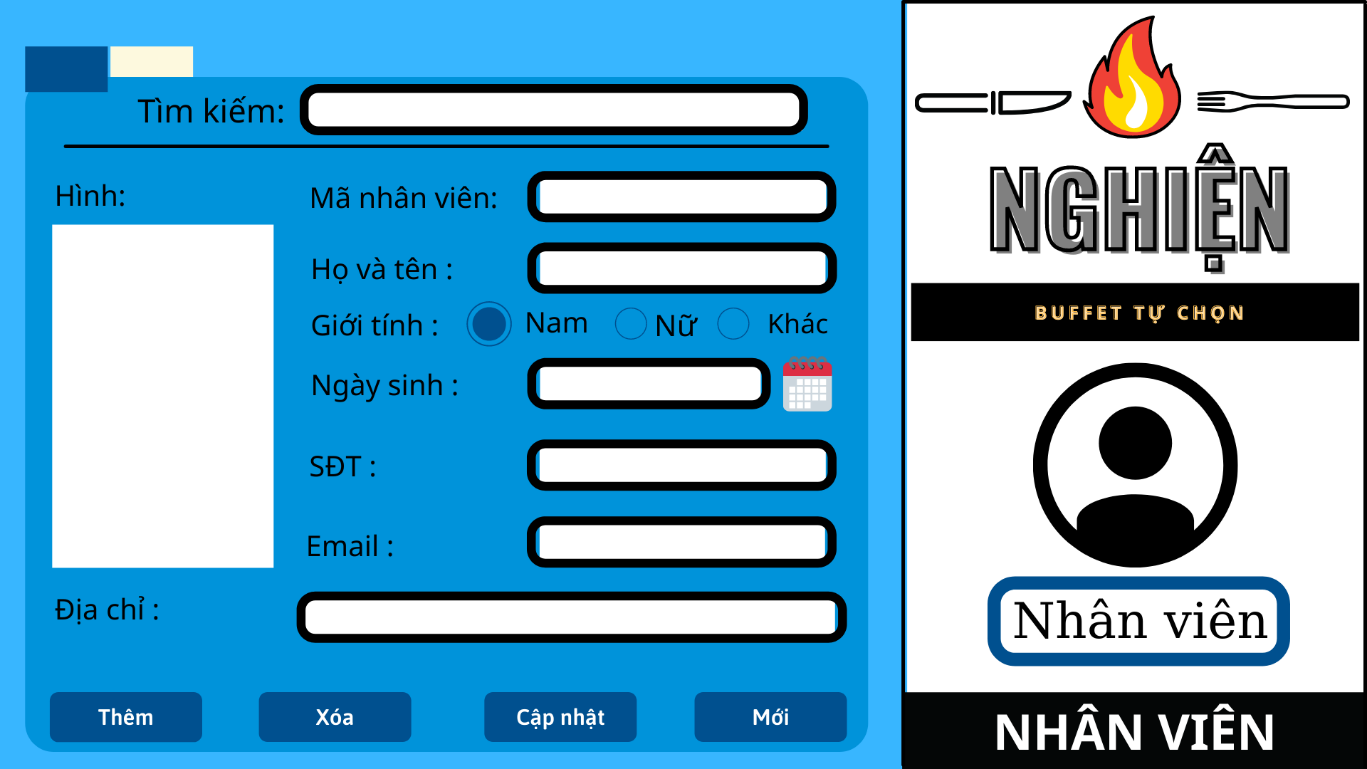 Tìm kiếm:
Hình:
Mã nhân viên:
Họ và tên :
Giới tính :
Nam
Nữ
Khác
Ngày sinh :
SĐT :
Email :
Địa chỉ :
Thêm
Xóa
Cập nhật
Mới
NGHIỆN
BUFFET TỰ CHỌN
Nhân viên
NHÂN VIÊN